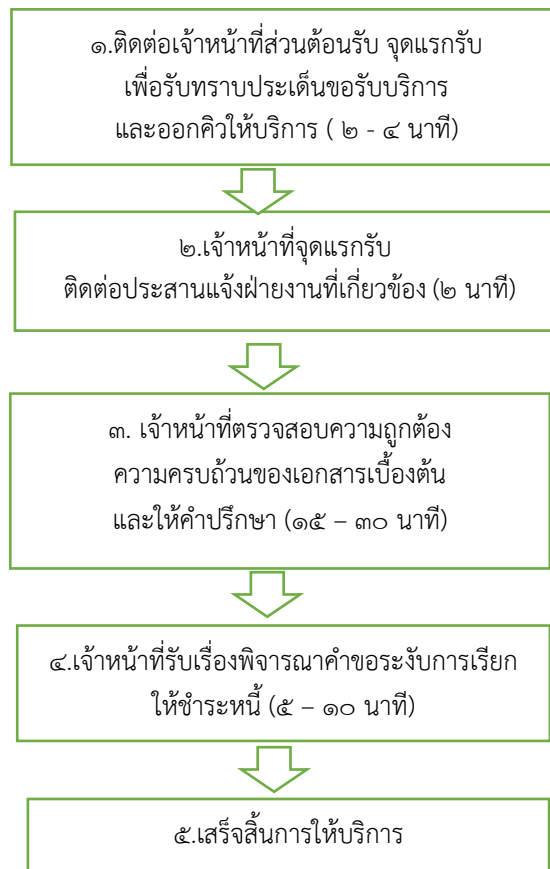 ๑.ติดต่อเจ้าหน้าที่ส่วนต้อนรับ จุดแรกรับ
เพื่อรับทราบประเด็นขอรับบริการ
และออกคิวให้บริการ ( ๒ - ๔ นาที)
๒.เจ้าหน้าที่จุดแรกรับ
ติดต่อประสานแจ้งฝ่ายงานที่เกี่ยวข้อง (๒ นาที)
๓. เจ้าหน้าที่ตรวจสอบความถูกต้อง
ความครบถ้วนของเอกสารเบื้องต้น
และให้คำปรึกษา (๑๕ – ๓๐ นาที)
๔.เจ้าหน้าที่รับเรื่องพิจารณาคำขอระงับการเรียก
ให้ชำระหนี้ (๕ – ๑๐ นาที)
๕.เสร็จสิ้นการให้บริการ